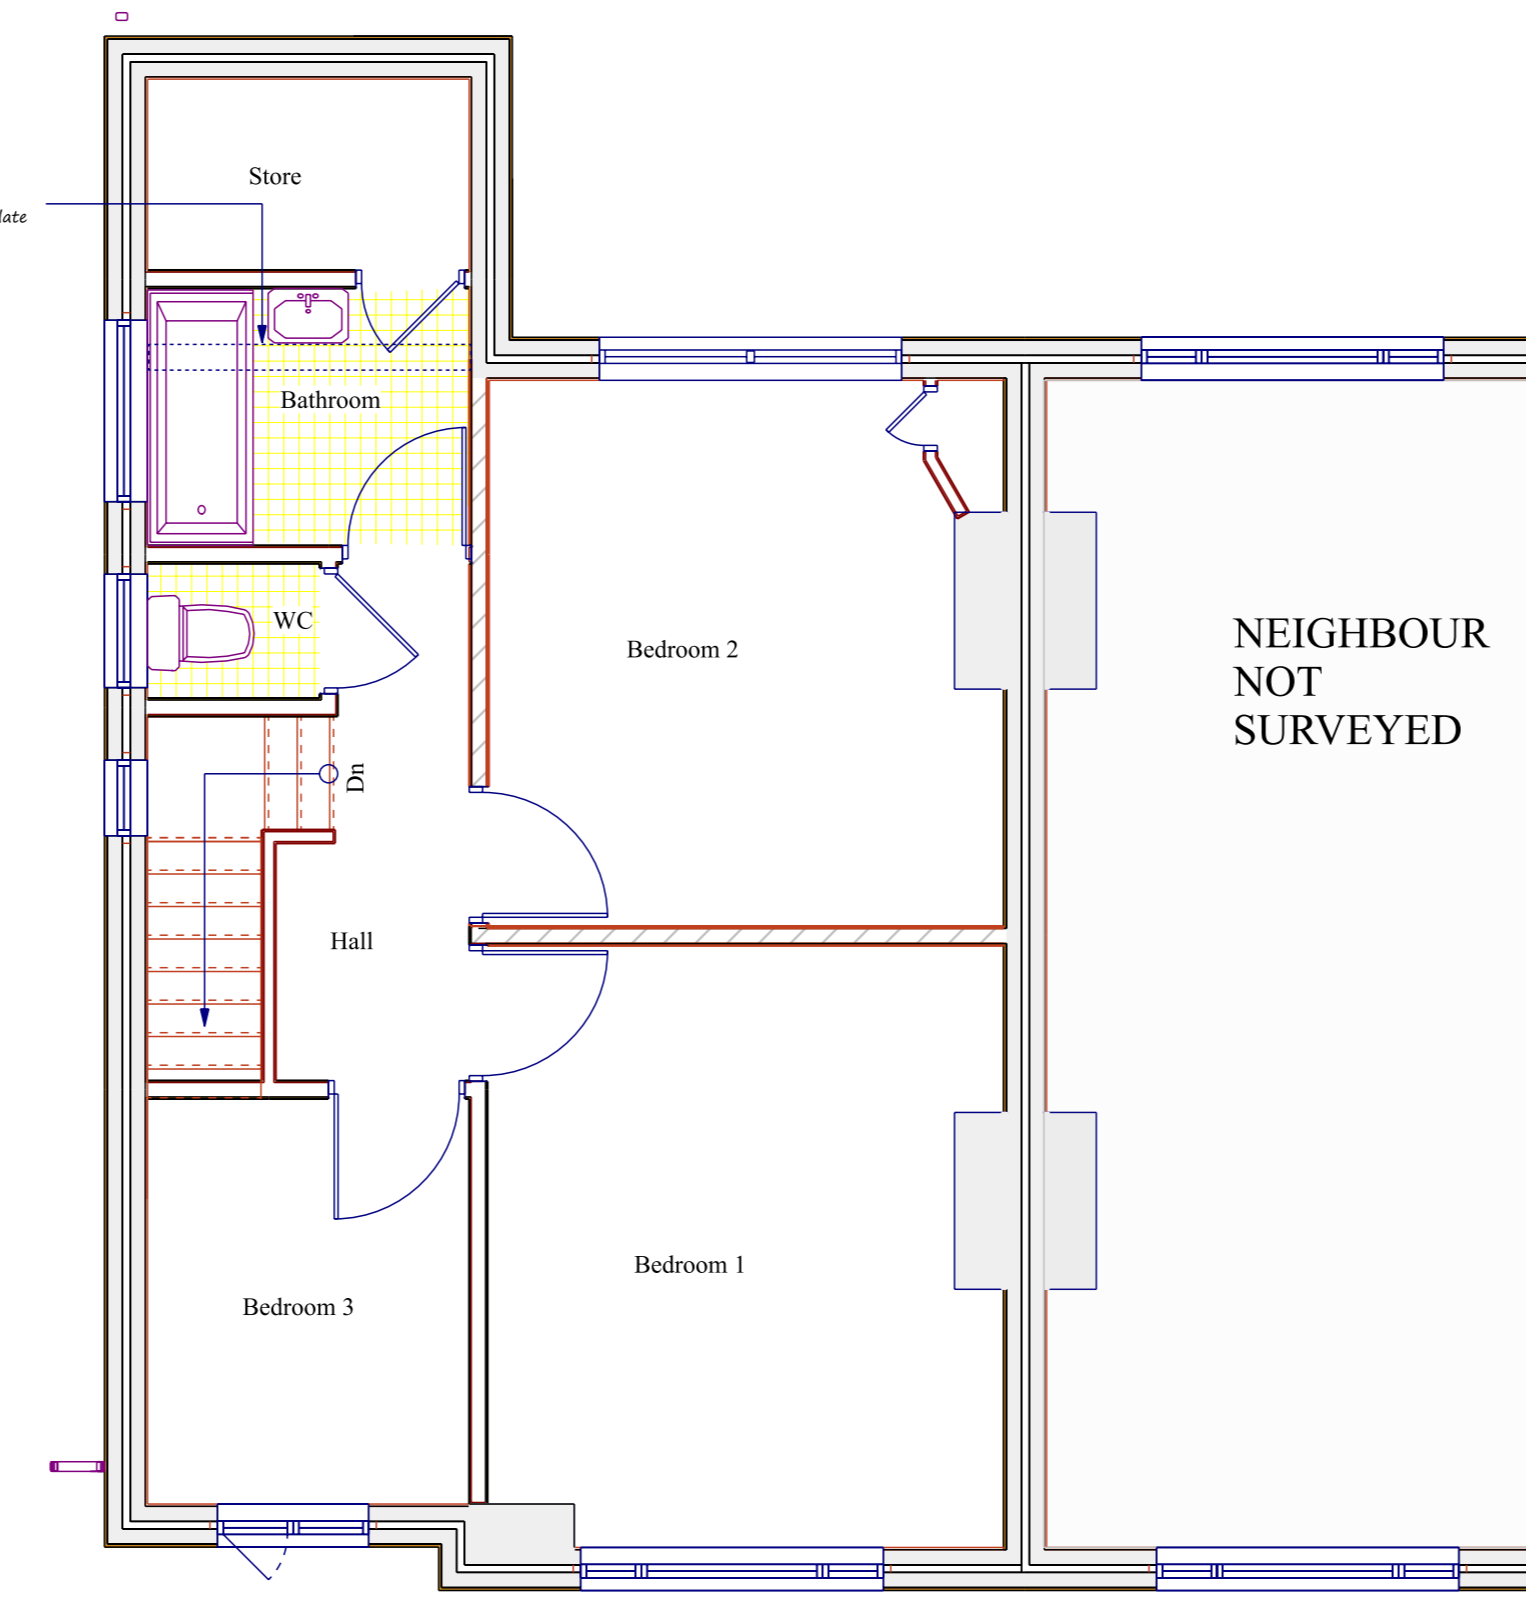 Store
Bathroom
WC
Bedroom 2
NEIGHBOUR
NOT
SURVEYED
Dn
Hall
Bedroom 1
Bedroom 3